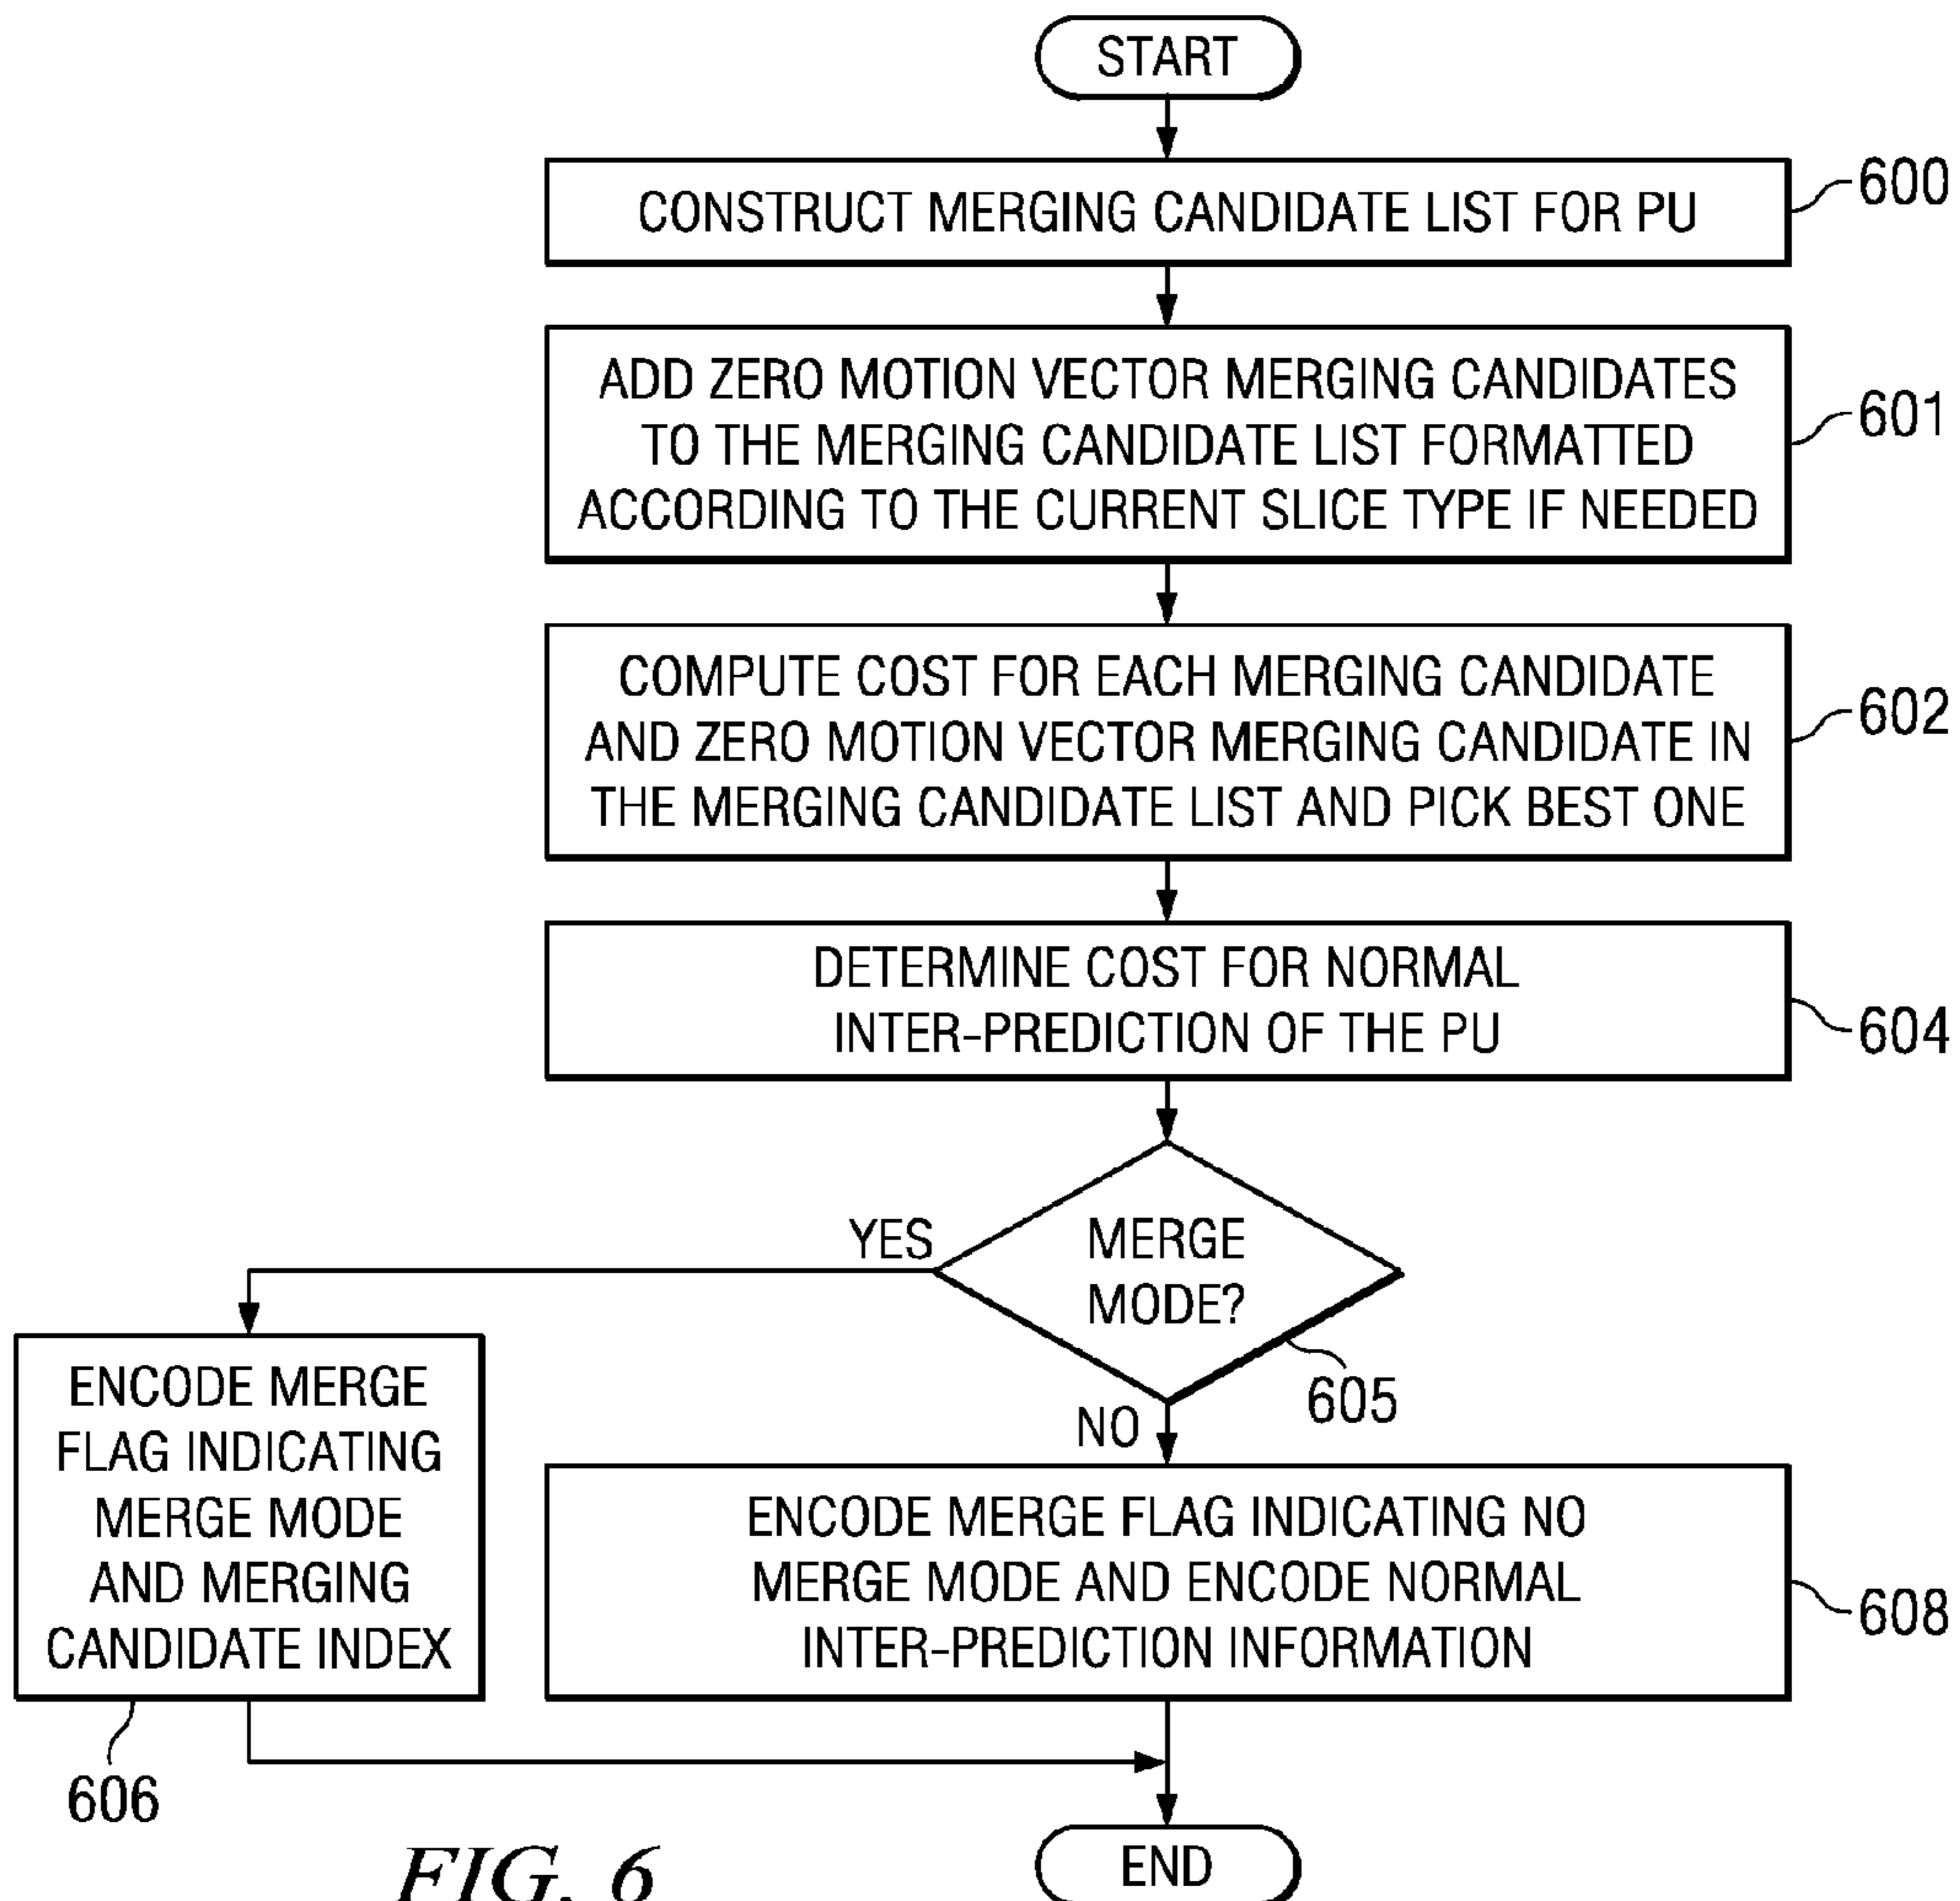 START
CONSTRUCT MERGING CANDIDATE LIST FOR PU
600
ADD ZERO MOTION VECTOR MERGING CANDIDATES
TO THE MERGING CANDIDATE LIST FORMATTED
ACCORDING TO THE CURRENT SLICE TYPE IF NEEDED
601
COMPUTE COST FOR EACH MERGING CANDIDATE
AND ZERO MOTION VECTOR MERGING CANDIDATE IN
THE MERGING CANDIDATE LIST AND PICK BEST ONE
602
DETERMINE COST FOR NORMAL
INTER-PREDICTION OF THE PU
604
MERGE
MODE?
605
YES
NO
ENCODE MERGE
FLAG INDICATING
MERGE MODE
AND MERGING
CANDIDATE INDEX
606
ENCODE MERGE FLAG INDICATING NO
MERGE MODE AND ENCODE NORMAL
INTER-PREDICTION INFORMATION
608
END
FIG. 6